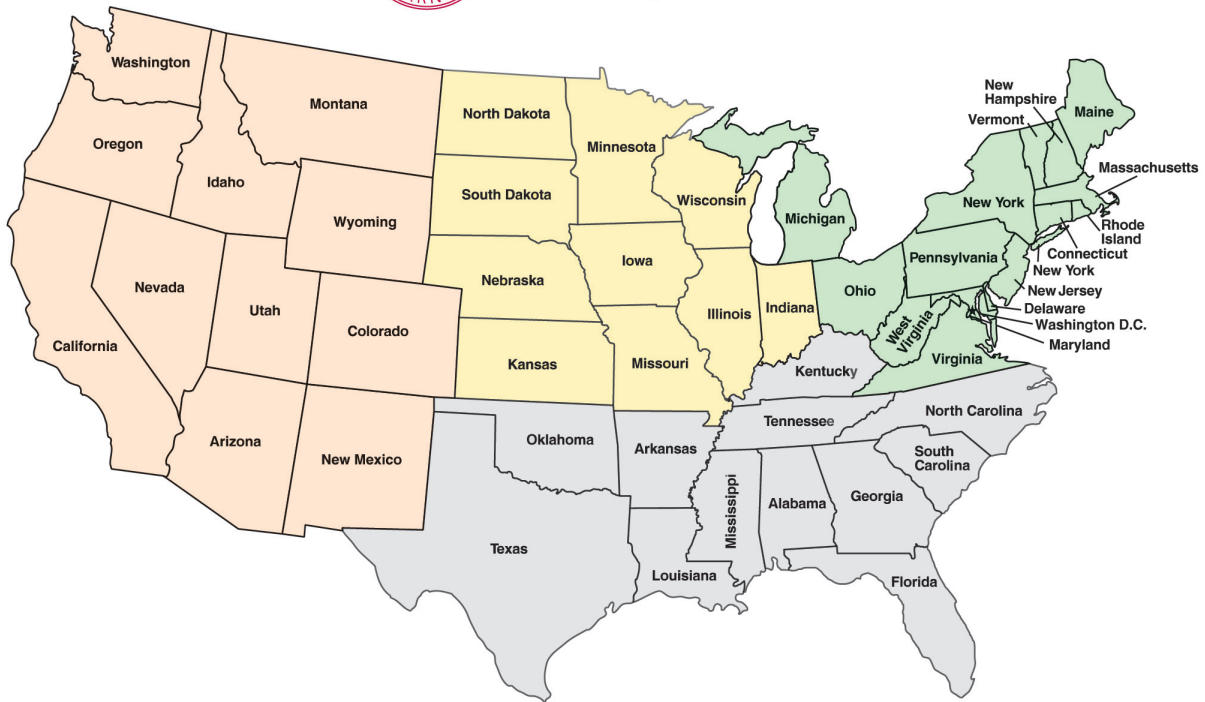 Washington
Montana
North Dakota
Minnesota
New
Hampshire
Vermont
Maine
Oregon
Idaho
South Dakota
Wisconsin
Massachusetts
Wyoming
Michigan
New York
Rhode
Island
Connecticut
Nevada
Nebraska
Iowa
Pennsylvania
New York
New Jersey
Utah
Colorado
Illinois
Indiana
Ohio
Delaware
Washington D.C.
West
Virginia
Maryland
California
Kansas
Missouri
Kentucky
Virginia
Arizona
New Mexico
Oklahoma
Arkansas
Tennessee
North Carolina
South
Carolina
Mississippi
Alabama
Georgia
Texas
Louisiana
Florida